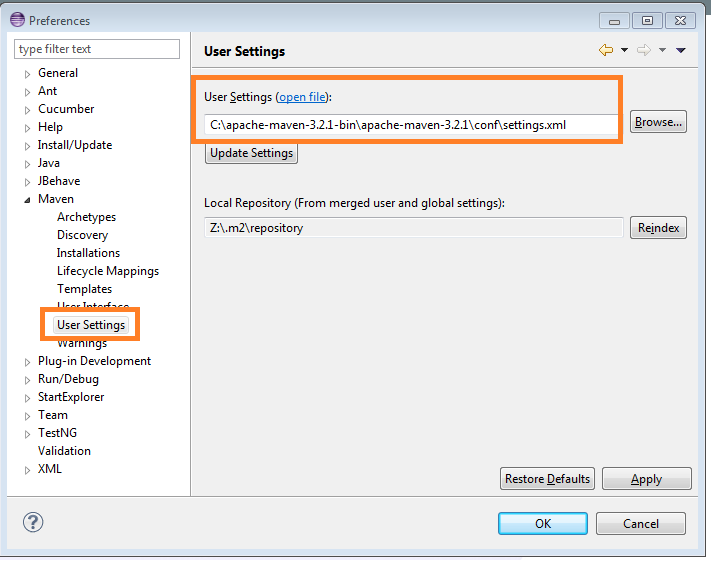 Preferences
type filter text
General
Ant
Cucumber
Help
Install/Update
Java
JBehave
Maven
Archetypes
Discovery
Installations
Lifecycle Mappings
Templates
User Interface
User Settings
Warnings
Plug-in Development
Run/Debug
StartExplorer
Team
TestNG
Validation
XML
User Settings
User Settings (open file):
C:\apache-maven-3.2.1-bin\apache-maven-3.2.1\conf\settings.xml
Browse...
Update Settings
Local Repository (From merged user and global settings):
Z:\.m2\repository
Reindex
Restore Defaults
Apply
?
OK
Cancel